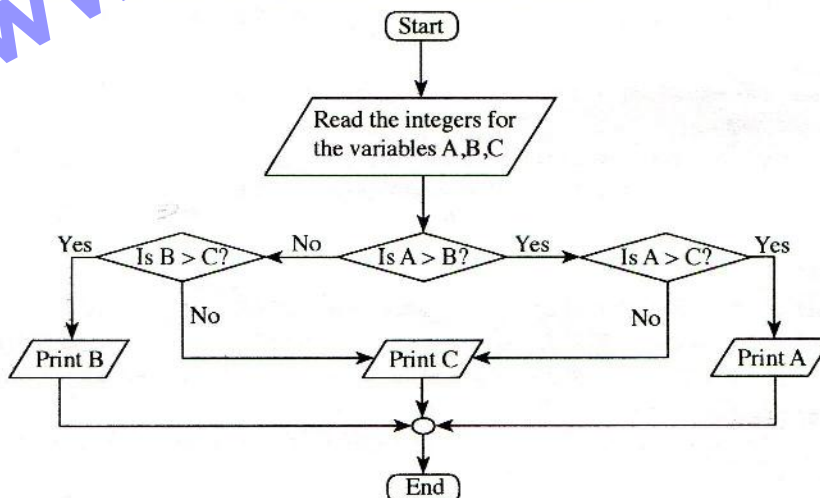 Start
Read the integers for
the variables A,B,C
Yes
Is B > C?
No
Is A > B?
Yes
Is A > C?
Yes
No
No
Print B
Print C
Print A
End